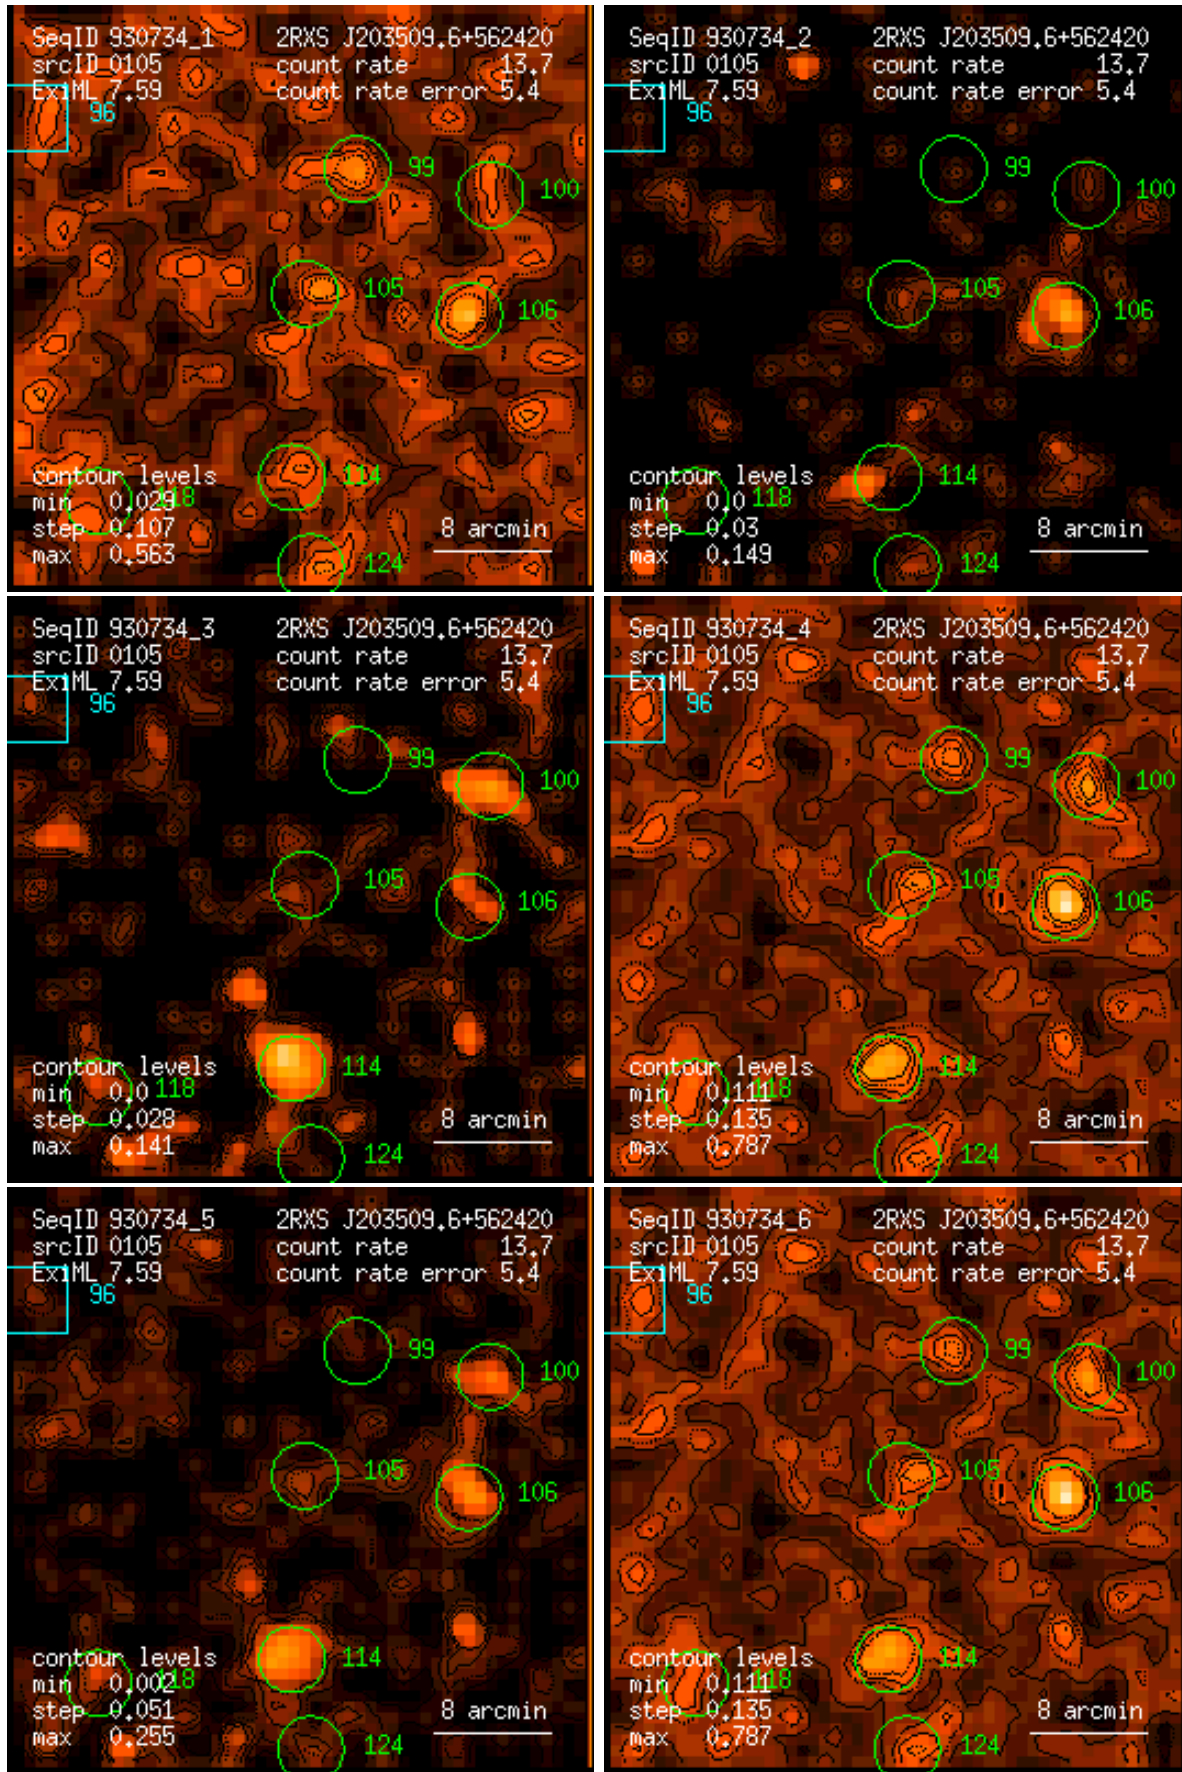 SeqID 930734_1 2RXS J203509.6+562420
srcID 0105 count rate 13.7
ExiML 7.59 count rate error 5.4
96
99
100
105
106
contour levels 114
min 0.029 118
step 0.107 8 arcmin
max 0.563 124
SeqID 930734_2 2RXS J203509.6+562420
srcID 0105 count rate 13.7
ExiML 7.59 count rate error 5.4
96
99
100
105
106
contour levels 114
min 0.0 118
step 0.03 8 arcmin
max 0.149 124
SeqID 930734_3 2RXS J203509.6+562420
srcID 0105 count rate 13.7
ExiML 7.59 count rate error 5.4
96
99
100
105
106
contour levels 114
min 0.0 118
step 0.028 8 arcmin
max 0.141 124
SeqID 930734_4 2RXS J203509.6+562420
srcID 0105 count rate 13.7
ExiML 7.59 count rate error 5.4
96
99
100
105
106
contour levels 114
min 0.111 118
step 0.135 8 arcmin
max 0.787 124
SeqID 930734_5 2RXS J203509.6+562420
srcID 0105 count rate 13.7
ExiML 7.59 count rate error 5.4
96
99
100
105
106
contour levels 114
min 0.002 118
step 0.051 8 arcmin
max 0.255 124
SeqID 930734_6 2RXS J203509.6+562420
srcID 0105 count rate 13.7
ExiML 7.59 count rate error 5.4
96
99
100
105
106
contour levels 114
min 0.111 118
step 0.135 8 arcmin
max 0.787 124